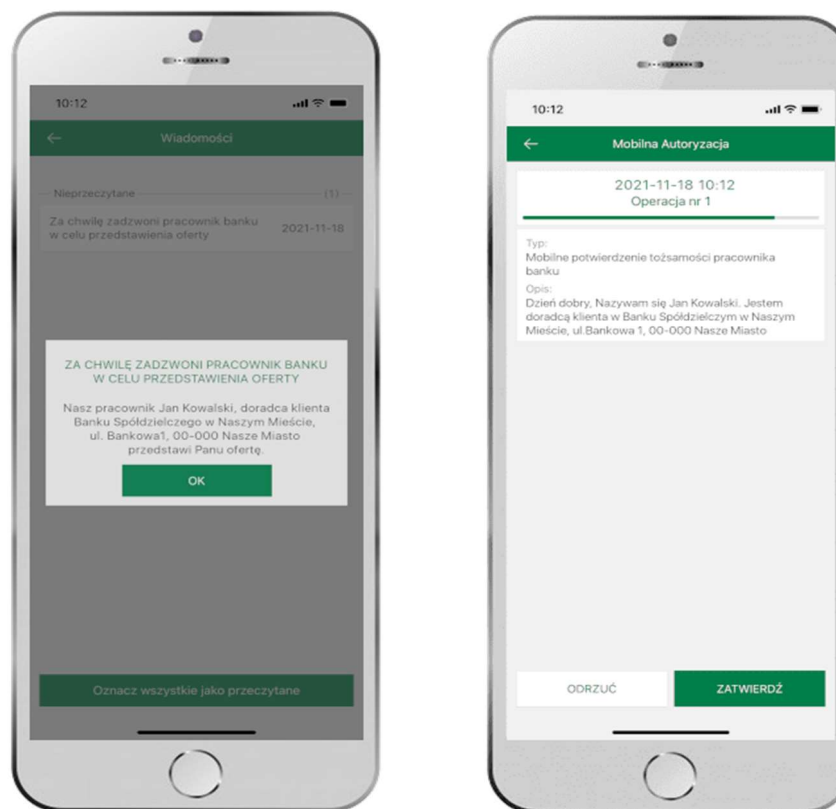 10:12
Wiadomości
Nieprzeczytane (1)
Za chwilę zadzwoni pracownik banku
w celu przedstawienia oferty
2021-11-18
ZA CHWILĘ ZADZWONI PRACOWNIK BANKU
W CELU PRZEDSTAWIENIA OFERTY
Nasz pracownik Jan Kowalski, doradca klienta
Banku Spółdzielczego w Naszym Mieście,
ul. Bankowa1, 00-000 Nasze Miasto
przedstawi Panu ofertę.
OK
Oznacz wszystkie jako przeczytane
10:12
Mobilna Autoryzacja
2021-11-18 10:12
Operacja nr 1
Typ:
Mobilne potwierdzenie tożsamości pracownika
banku
Opis:
Dzień dobry, Nazywam się Jan Kowalski. Jestem
doradcą klienta w Banku Spółdzielczym w Naszym
Mieście, ul.Bankowa 1, 00-000 Nasze Miasto
ODRZUĆ
ZATWIERDŹ